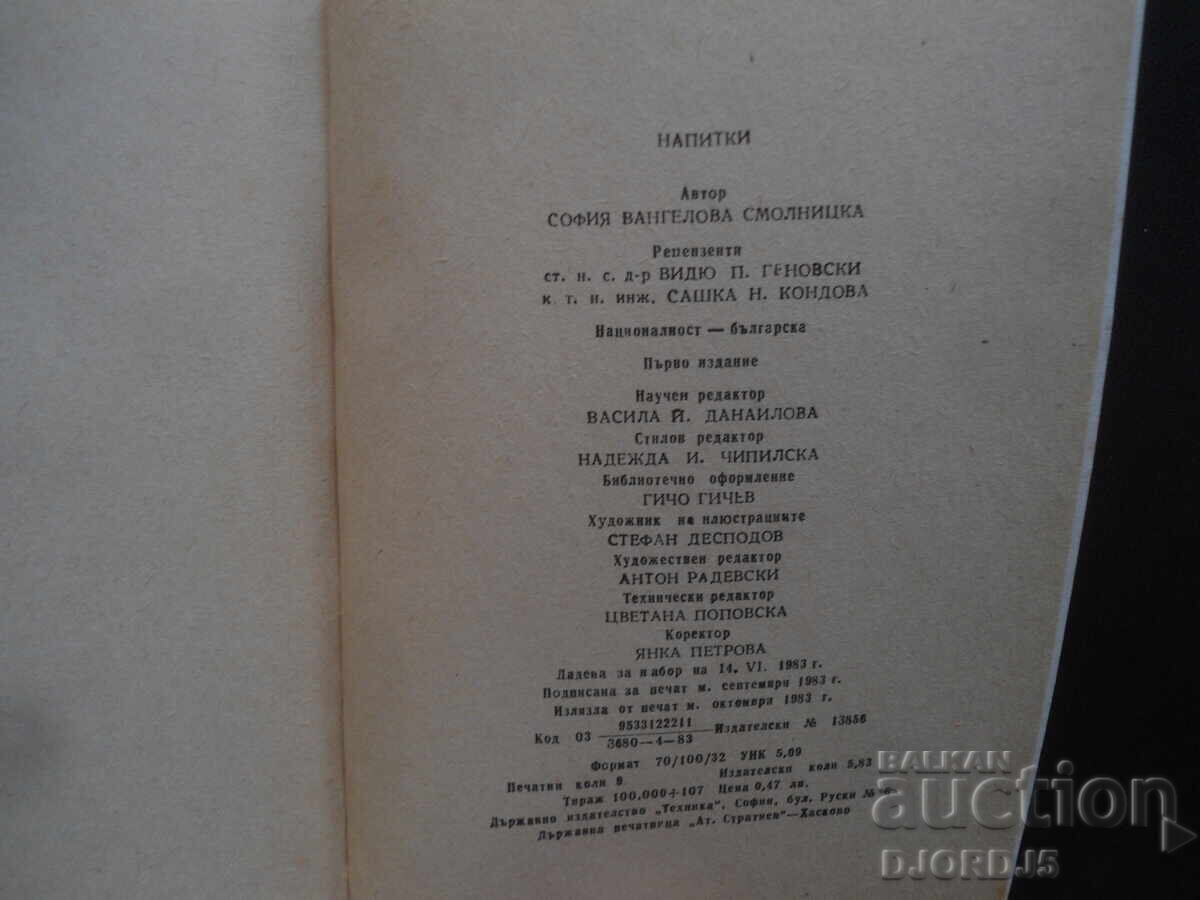 НАПИТКИ
Автор
СОФИЯ ВАНГЕЛОВА СМОЛНИЦКА
Рецензенти
ст. н. с. д-р ВИДЮ П. ГЕНОВСКИ
к. т. н. инж. САШКА Н. КОНДОВА
Националност — българска
Първо издание
Научен редактор
ВАСИЛА Й. ДАНАИЛОВА
Стилов редактор
НАДЕЖДА И. ЧИПИЛСКА
Библиотечно оформление
ГИЧО ГИЧЕВ
Художник на илюстрациите
СТЕФАН ДЕСПОДОВ
Художествен редактор
АНТОН РАДЕВСКИ
Технически редактор
ЦВЕТАНА ПОПОВСКА
Коректор
ЯНКА ПЕТРОВА
Дадена за набор на 14. VI. 1983 г.
Подписана за печат м. септември 1983 г.
Излязла от печат м. октомври 1983 г.
Код 03 9533122211 / 3680—4—83 Издателски № 13856
Формат 70/100/32 УИК 5,09
Печатни коли 9 Издателски коли 5,83
Тираж 100,000+107 Цена 0,47 лв.
Държавно издателство „Техника", София, бул. Руски № 6
Държавна печатница „Ат. Стратиев"—Хасково
BALKAN
auction
DJORDJ5